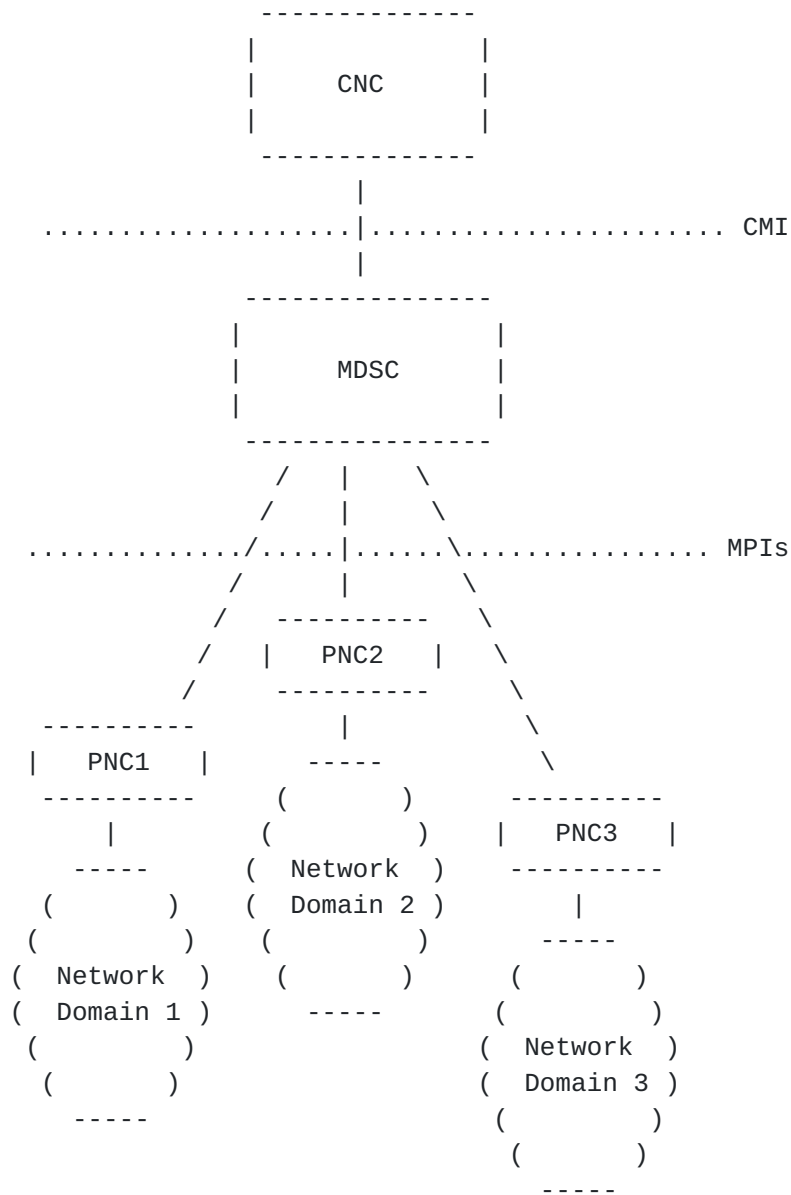 CNC
CMI
MDSC
MPIs
PNC2
PNC1
PNC3
Network
Domain 2
Network
Domain 1
Network
Domain 3